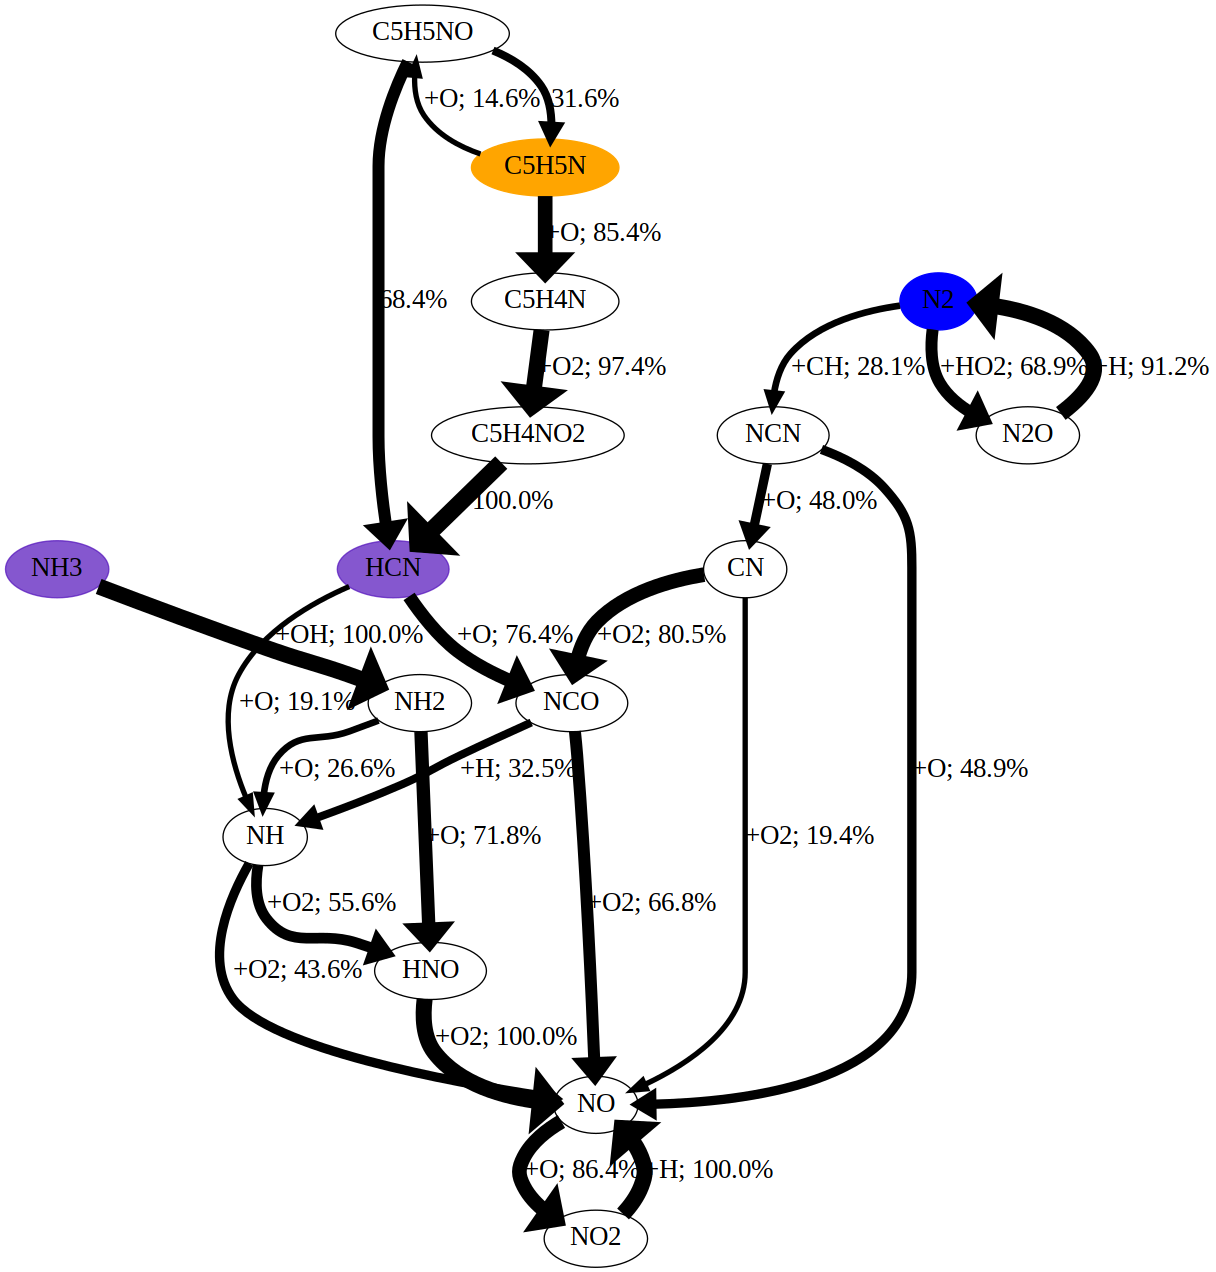 C5H5NO
+O; 14.6%
31.6%
C5H5N
+O; 85.4%
68.4%
C5H4N
N2
+O2; 97.4%
+CH; 28.1%
+HO2; 68.9%
+H; 91.2%
C5H4NO2
NCN
N2O
100.0%
+O; 48.0%
NH3
HCN
CN
+OH; 100.0%
+O; 76.4%
+O2; 80.5%
+O; 19.1%
NH2
NCO
+O; 26.6%
+H; 32.5%
+O; 48.9%
NH
+O; 71.8%
+O2; 19.4%
+O2; 55.6%
+O2; 66.8%
+O2; 43.6%
HNO
+O2; 100.0%
NO
+O; 86.4%
+H; 100.0%
NO2